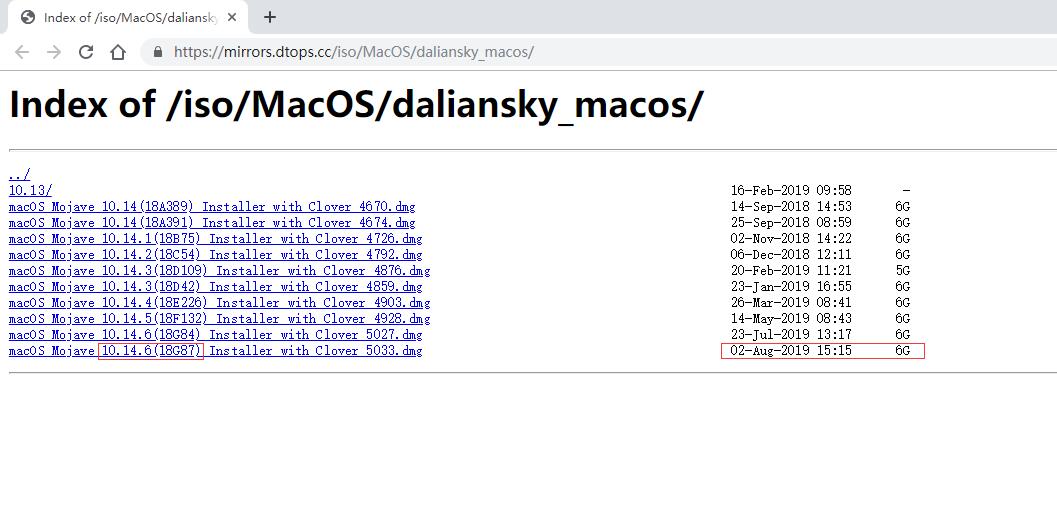 Index of /iso/MacOS/daliansky
https://mirrors.dtops.cc/iso/MacOS/daliansky_macos/
Index of /iso/MacOS/daliansky_macos/
../
10.13/ 16-Feb-2019 09:58 -
macOS Mojave 10.14(18A389) Installer with Clover 4670.dmg 14-Sep-2018 14:53 6G
macOS Mojave 10.14(18A391) Installer with Clover 4674.dmg 25-Sep-2018 08:59 6G
macOS Mojave 10.14.1(18B75) Installer with Clover 4726.dmg 02-Nov-2018 14:22 6G
macOS Mojave 10.14.2(18C54) Installer with Clover 4792.dmg 06-Dec-2018 12:11 6G
macOS Mojave 10.14.3(18D109) Installer with Clover 4876.dmg 20-Feb-2019 11:21 5G
macOS Mojave 10.14.3(18D42) Installer with Clover 4859.dmg 23-Jan-2019 16:55 6G
macOS Mojave 10.14.4(18E226) Installer with Clover 4903.dmg 26-Mar-2019 08:41 6G
macOS Mojave 10.14.5(18F132) Installer with Clover 4928.dmg 14-May-2019 08:43 6G
macOS Mojave 10.14.6(18G84) Installer with Clover 5027.dmg 23-Jul-2019 13:17 6G
macOS Mojave 10.14.6(18G87) Installer with Clover 5033.dmg 02-Aug-2019 15:15 6G